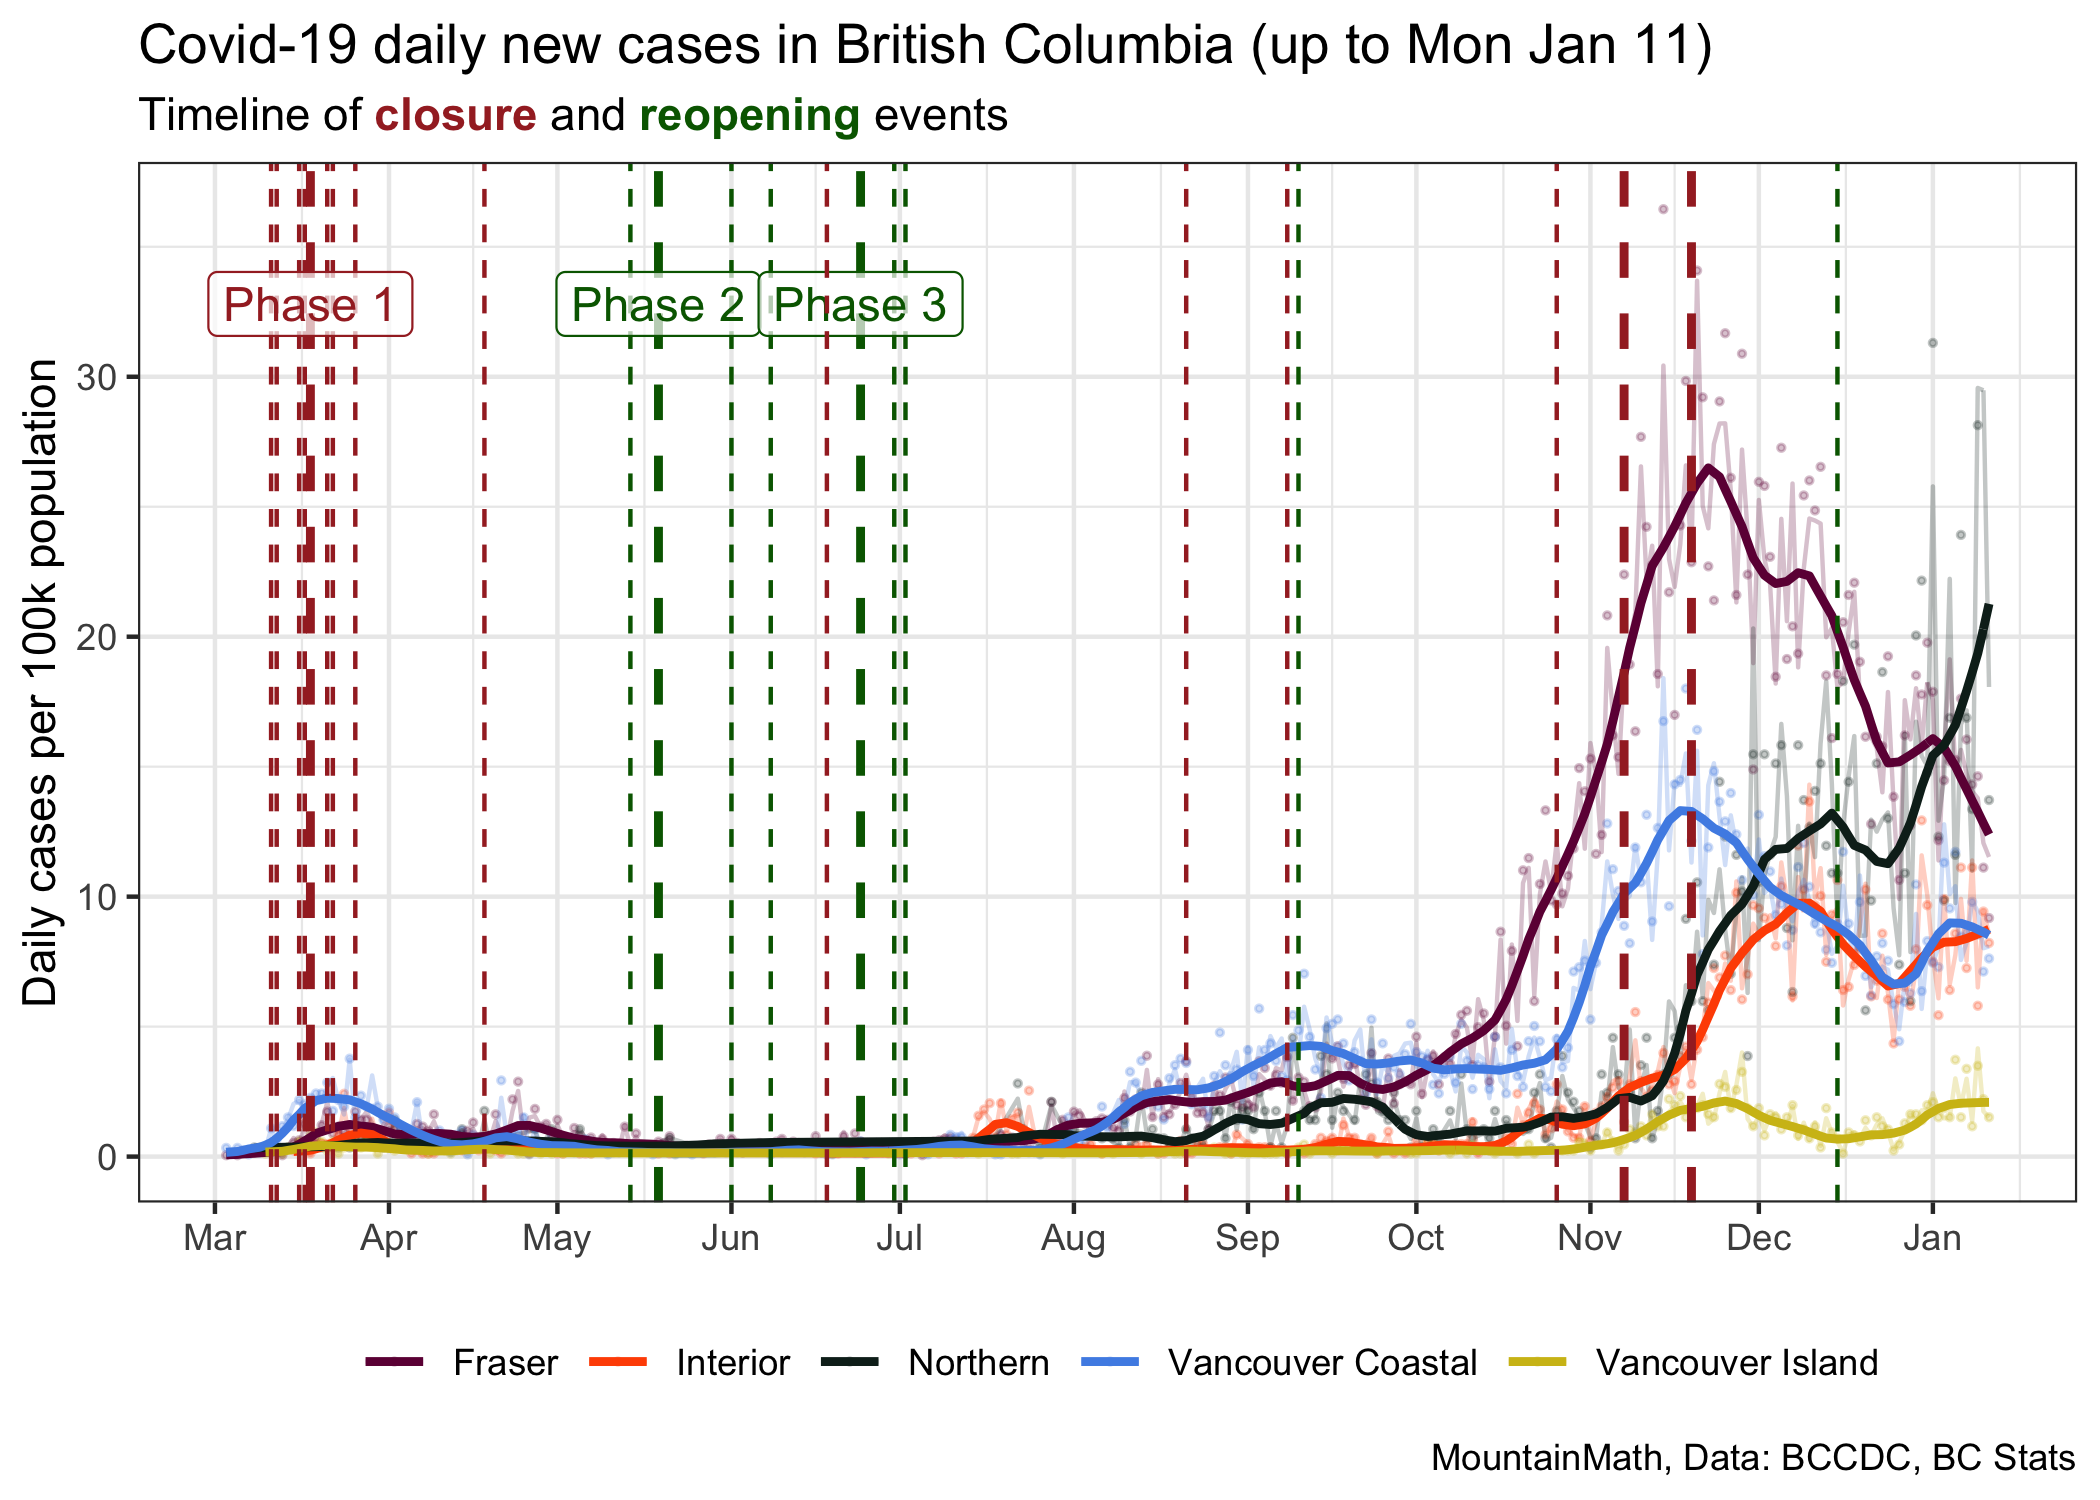 Covid-19 daily new cases in British Columbia (up to Mon Jan 11)
Timeline of closure and reopening events
Phase 1
Phase 2
Phase 3
Daily cases per 100k population
30
20
10
0
Mar Apr May Jun Jul Aug Sep Oct Nov Dec Jan
Fraser Interior Northern Vancouver Coastal Vancouver Island
MountainMath, Data: BCCDC, BC Stats